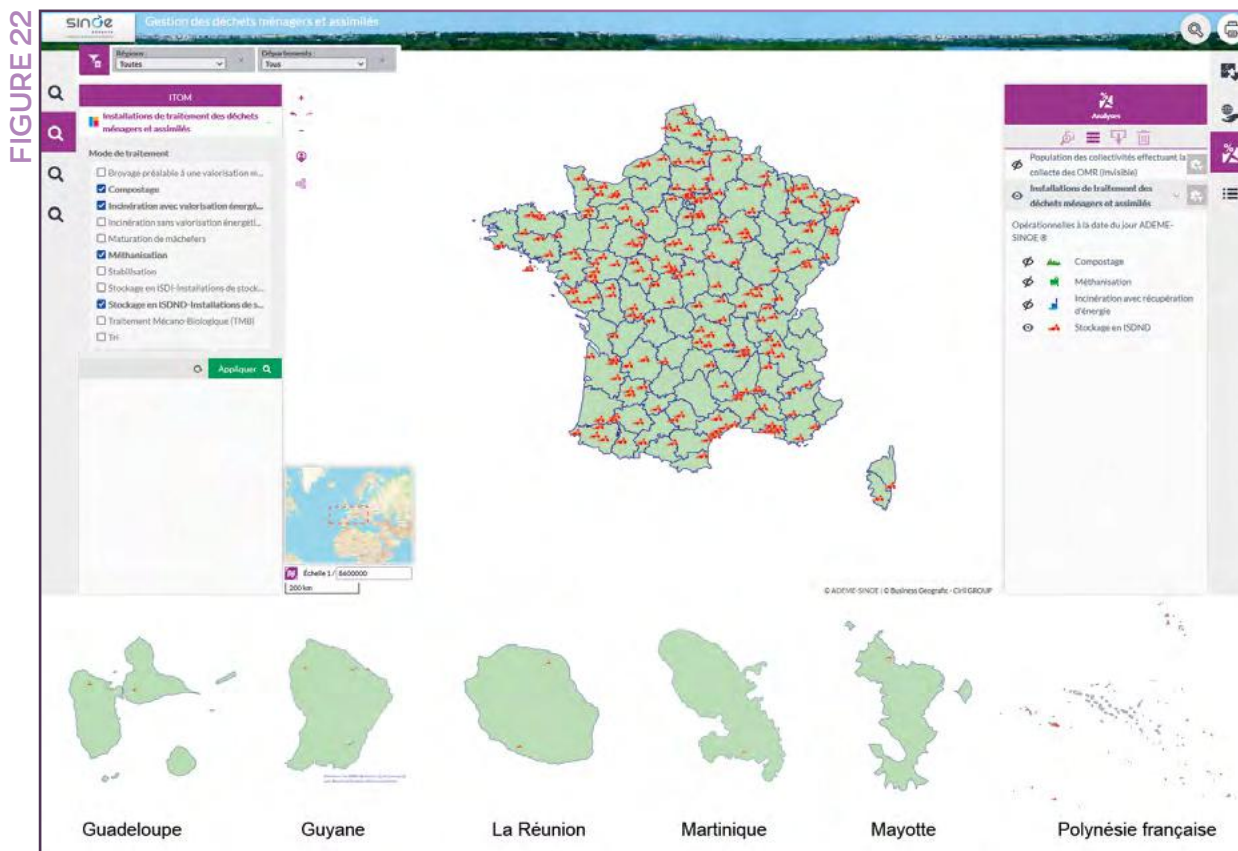 FIGURE 22
sinoe
Gestion des déchets ménagers et assimilés
Régions
Toutes
Départements
Tous
ITOM
Installations de traitement des déchets
ménagers et assimilés
Mode de traitement
Broyage préalable à une valorisation m...
Compostage
Incinération avec valorisation énergé...
Incinération sans valorisation énergéti...
Maturation de mâchefers
Méthanisation
Stabilisation
Stockage en ISDI-Installations de stock...
Stockage en ISDND-Installations de s...
Traitement Mécano-Biologique (TMB)
Tri
Appliquer
Échelle 1 / 8600000
200 km
© ADEME-SINOE | © Business Geografic - CIRIL GROUP
Analyses
Population des collectivités effectuant la
collecte des OMR (invisible)
Installations de traitement des
déchets ménagers et assimilés
Opérationnelles à la date du jour ADEME-
SINOE ®
Compostage
Méthanisation
Incinération avec récupération
d'énergie
Stockage en ISDND
Guadeloupe
Guyane
La Réunion
Martinique
Mayotte
Polynésie française